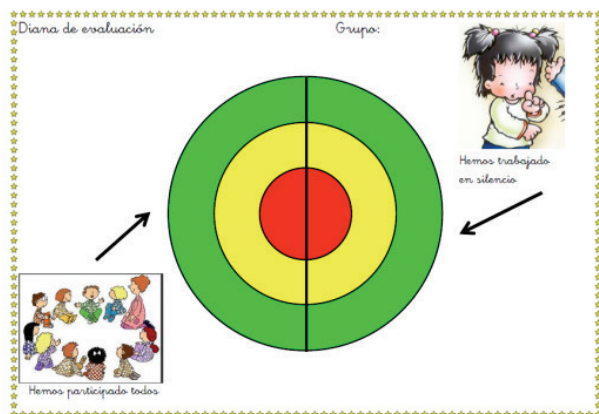 Diana de evaluación
Grupo:
Hemos trabajado
en silencio
Hemos participado todos